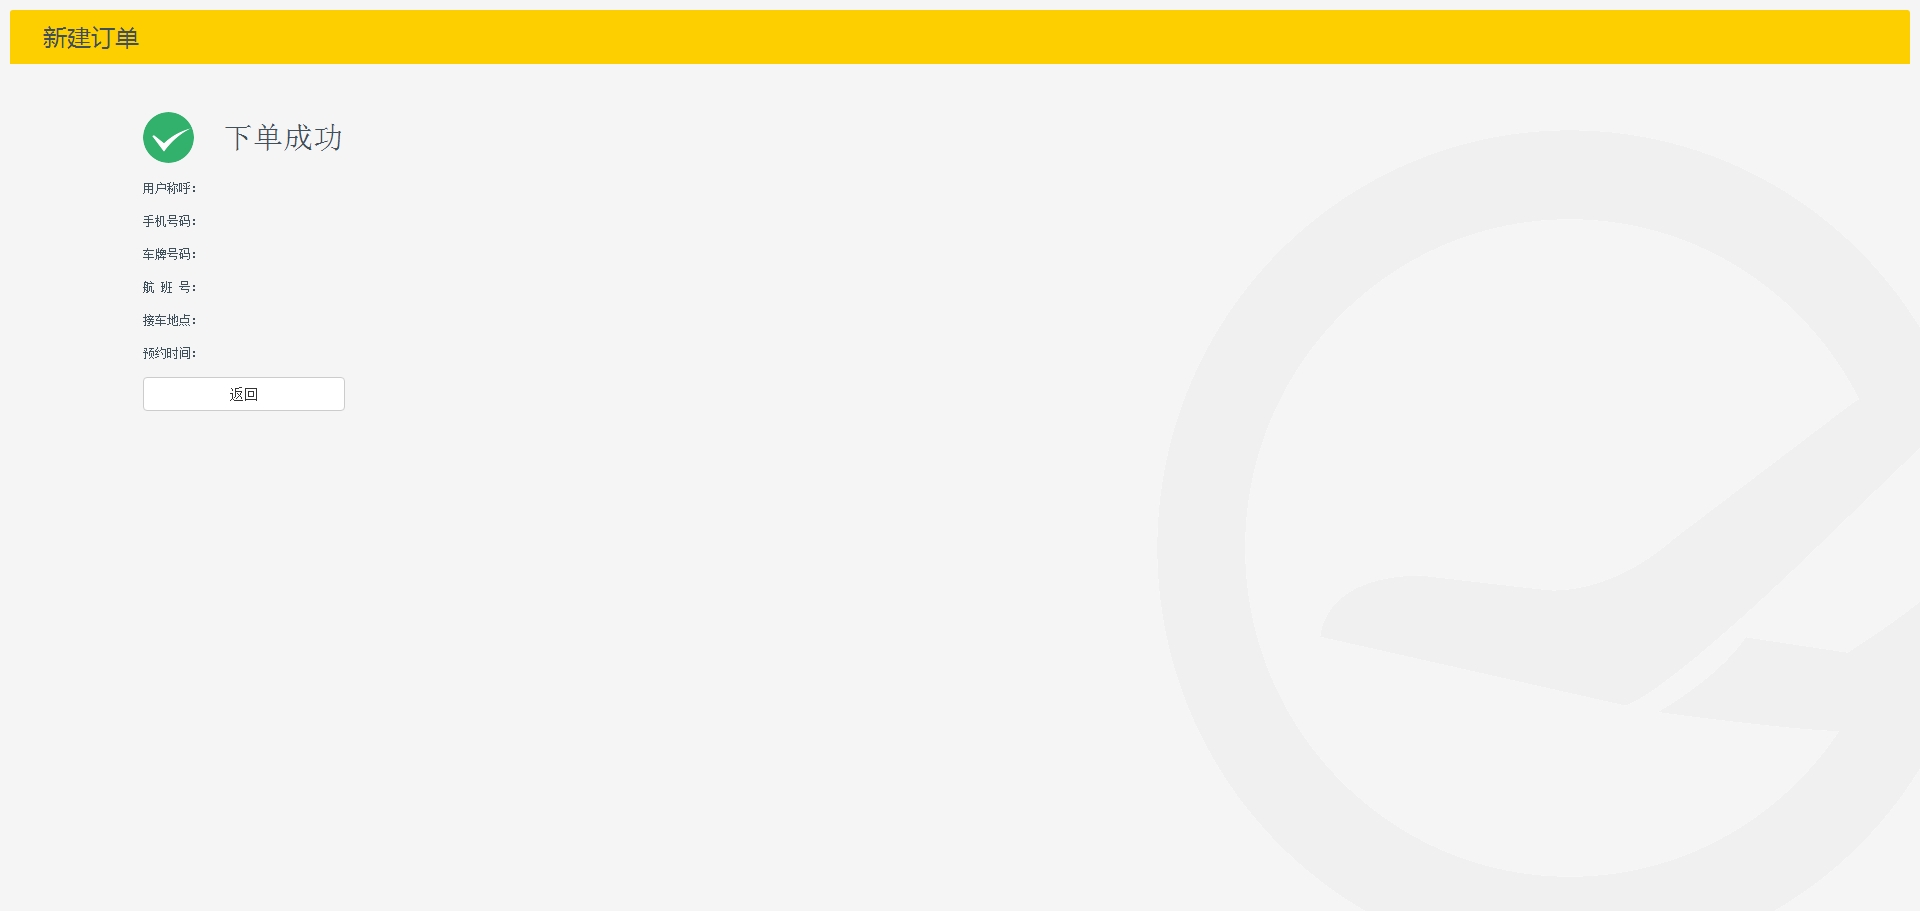 新建订单
下单成功
用户称呼：
手机号码：
车牌号码：
航 班 号：
接车地点：
预约时间：
返回